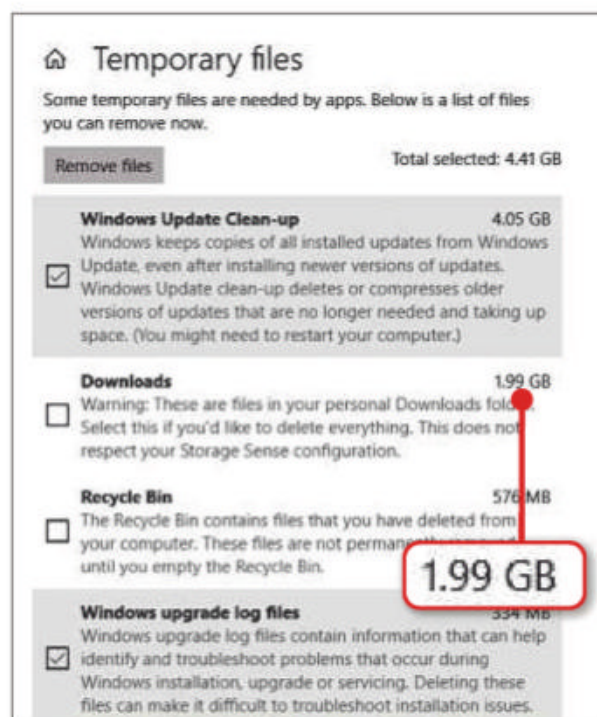 Temporary files
Some temporary files are needed by apps. Below is a list of files
you can remove now.
Remove files
Total selected: 4.41 GB
Windows Update Clean-up 4.05 GB
Windows keeps copies of all installed updates from Windows
Update, even after installing newer versions of updates.
Windows Update clean-up deletes or compresses older
versions of updates that are no longer needed and taking up
space. (You might need to restart your computer.)
Downloads 1.99 GB
Warning: These are files in your personal Downloads
Select this if you'd like to delete everything. This does not
respect your Storage Sense configuration.
Recycle Bin 576 MB
The Recycle Bin contains files that you have deleted from
your computer. These files are not
until you empty the Recycle Bin.
1.99 GB
Windows upgrade log files 334 MB
Windows upgrade log files contain information that can help
identify and troubleshoot problems that occur during
Windows installation, upgrade or servicing. Deleting these
files can make it difficult to troubleshoot installation issues.